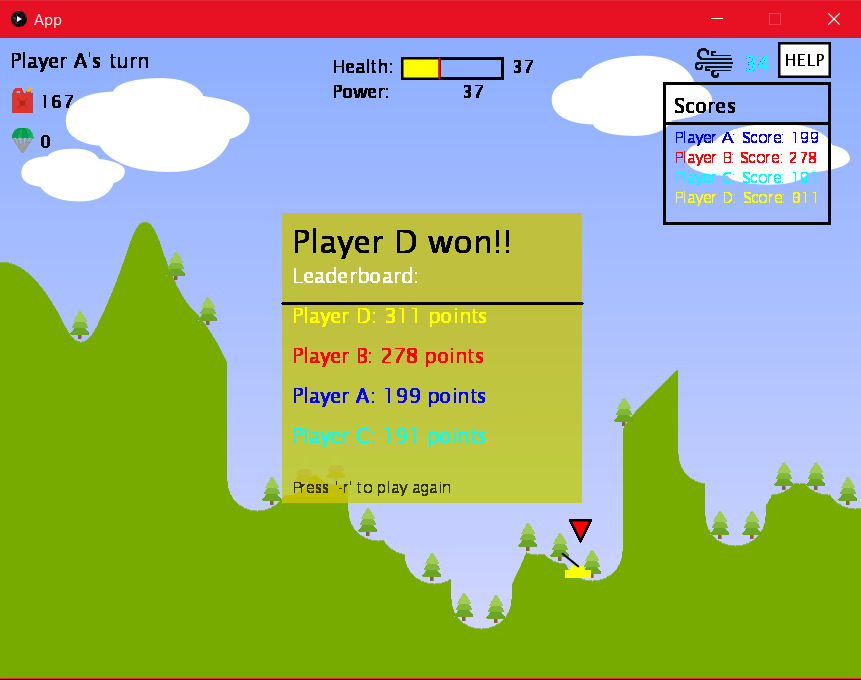 App
Player A's turn
Health: 37
34
HELP
Power: 37
167
0
Scores
Player A: Score: 199
Player B: Score: 278
Player C: Score: 191
Player D: Score: 311
Player D won!!
Leaderboard:
Player D: 311 points
Player B: 278 points
Player A: 199 points
Player C: 191 points
Press '-r' to play again